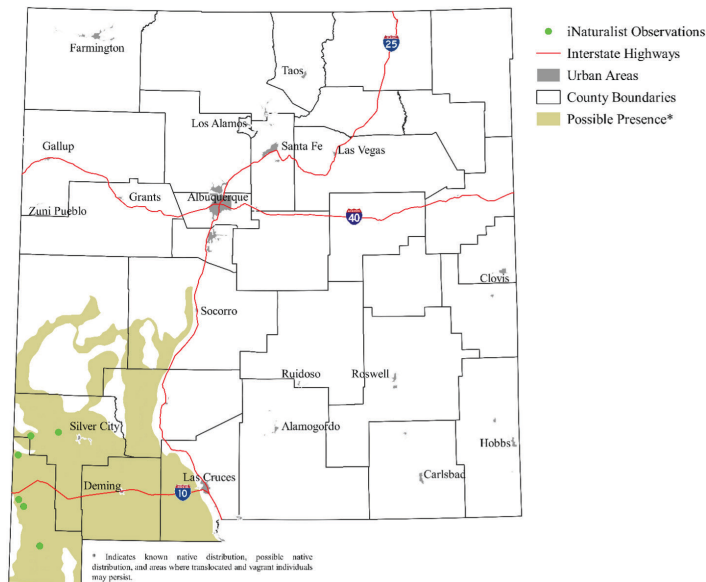 Farmington
Taos
25
Los Alamos
Santa Fe
Las Vegas
Gallup
Grants
Albuquerque
Zuni Pueblo
40
Clovis
Socorro
Ruidoso
Roswell
Silver City
Alamogordo
Hobbs
Las Cruces
Deming
10
Carlsbad
* Indicates known native distribution, possible native
distribution, and areas where translocated and vagrant individuals
may persist.
iNaturalist Observations
Interstate Highways
Urban Areas
County Boundaries
Possible Presence*